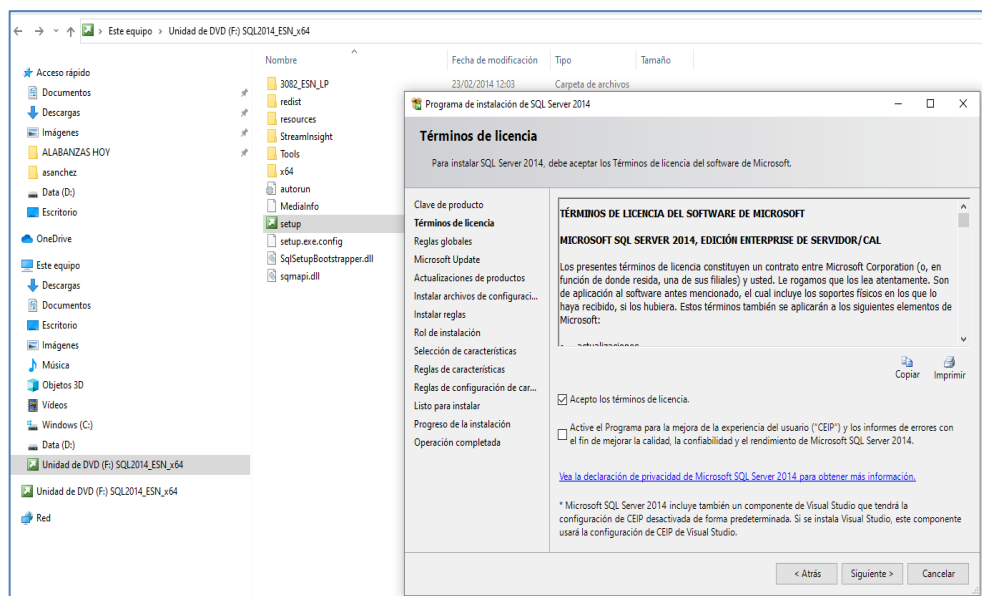 Este equipo > Unidad de DVD (F:) SQL2014_ESN_x64
Acceso rápido
Documentos
Descargas
Imágenes
ALABANZAS HOY
asanchez
Data (D:)
Escritorio
OneDrive
Este equipo
Descargas
Documentos
Escritorio
Imágenes
Música
Objetos 3D
Vídeos
Windows (C:)
Data (D:)
Unidad de DVD (F:) SQL2014_ESN_x64
Unidad de DVD (F:) SQL2014_ESN_x64
Red
Nombre Fecha de modificación Tipo Tamaño
3082_ESN_LP 23/02/2014 12:03 Carpeta de archivos
redist
resources
StreamInsight
Tools
x64
autorun
MediaInfo
setup
setup.exe.config
SqlSetupBootstrapper.dll
sqmapi.dll
Programa de instalación de SQL Server 2014
Términos de licencia
Para instalar SQL Server 2014, debe aceptar los Términos de licencia del software de Microsoft.
Clave de producto
Términos de licencia
Reglas globales
Microsoft Update
Actualizaciones de productos
Instalar archivos de configuraci...
Instalar reglas
Rol de instalación
Selección de características
Reglas de características
Reglas de configuración de car...
Listo para instalar
Progreso de la instalación
Operación completada
TÉRMINOS DE LICENCIA DEL SOFTWARE DE MICROSOFT
MICROSOFT SQL SERVER 2014, EDICIÓN ENTERPRISE DE SERVIDOR/CAL
Los presentes términos de licencia constituyen un contrato entre Microsoft Corporation (o, en
función de donde resida, una de sus filiales) y usted. Le rogamos que los lea atentamente. Son
de aplicación al software antes mencionado, el cual incluye los soportes físicos en los que lo
haya recibido, si los hubiera. Estos términos también se aplicarán a los siguientes elementos de
Microsoft:
• actualizaciones
Copiar Imprimir
Acepto los términos de licencia.
Active el Programa para la mejora de la experiencia del usuario ("CEIP") y los informes de errores con
el fin de mejorar la calidad, la confiabilidad y el rendimiento de Microsoft SQL Server 2014.
Vea la declaración de privacidad de Microsoft SQL Server 2014 para obtener más información.
* Microsoft SQL Server 2014 incluye también un componente de Visual Studio que tendrá la
configuración de CEIP desactivada de forma predeterminada. Si se instala Visual Studio, este componente
usará la configuración de CEIP de Visual Studio.
< Atrás Siguiente > Cancelar